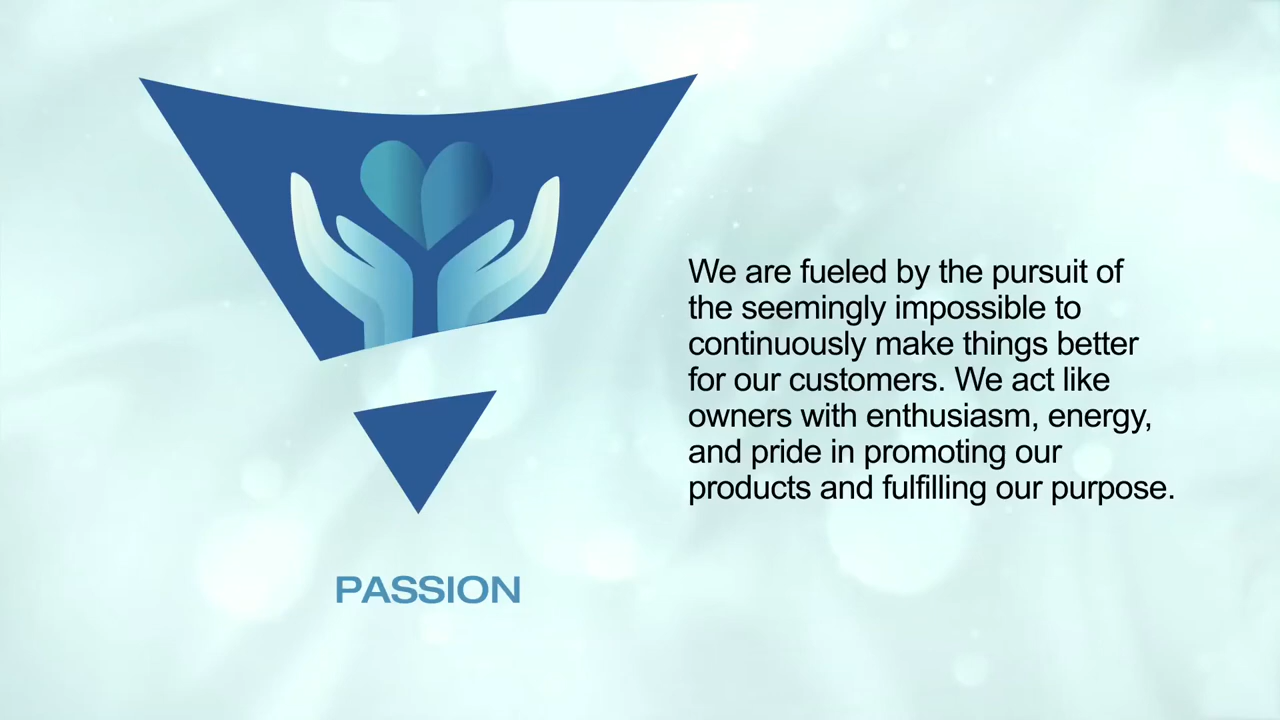 We are fueled by the pursuit of
the seemingly impossible to
continuously make things better
for our customers. We act like
owners with enthusiasm, energy,
and pride in promoting our
products and fulfilling our purpose.
PASSION